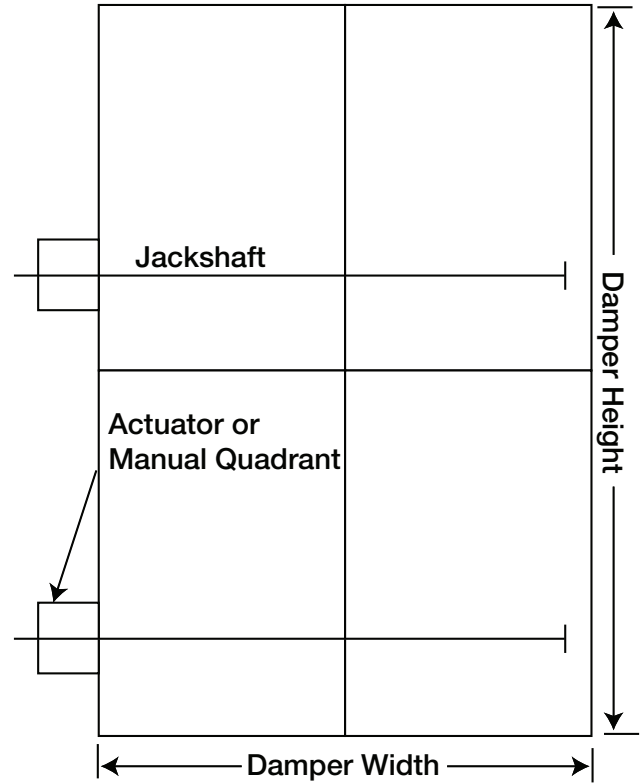 Jackshaft
Damper Height
Actuator or
Manual Quadrant
Damper Width